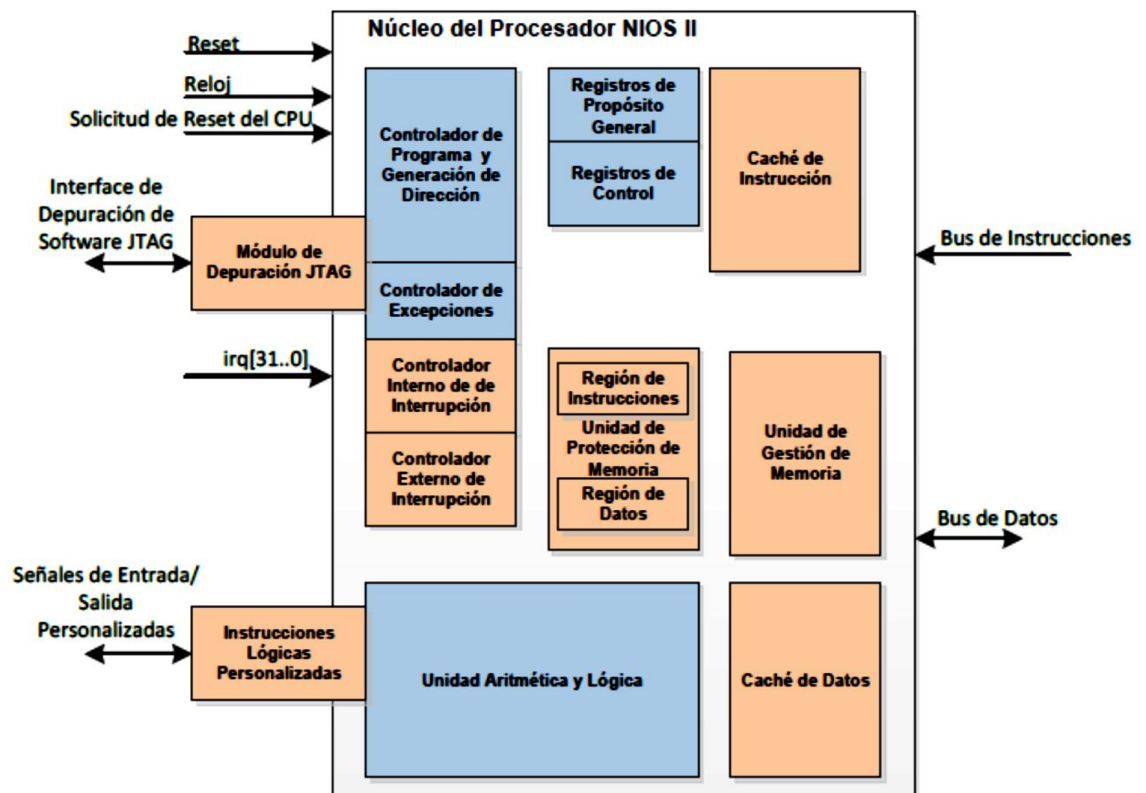 Núcleo del Procesador NIOS II
Reset
Reloj
Solicitud de Reset del CPU
Interface de
Depuración de
Software JTAG
Módulo de
Depuración JTAG
irq[31..0]
Señales de Entrada/
Salida
Personalizadas
Instrucciones
Lógicas
Personalizadas
Controlador de
Programa y
Generación de
Dirección
Controlador de
Excepciones
Controlador
Interno de de
Interrupción
Controlador
Externo de
Interrupción
Registros de
Propósito
General
Registros de
Control
Caché de
Instrucción
Región de
Instrucciones
Unidad de
Protección de
Memoria
Región de
Datos
Unidad de
Gestión de
Memoria
Unidad Aritmética y Lógica
Caché de Datos
Bus de Instrucciones
Bus de Datos